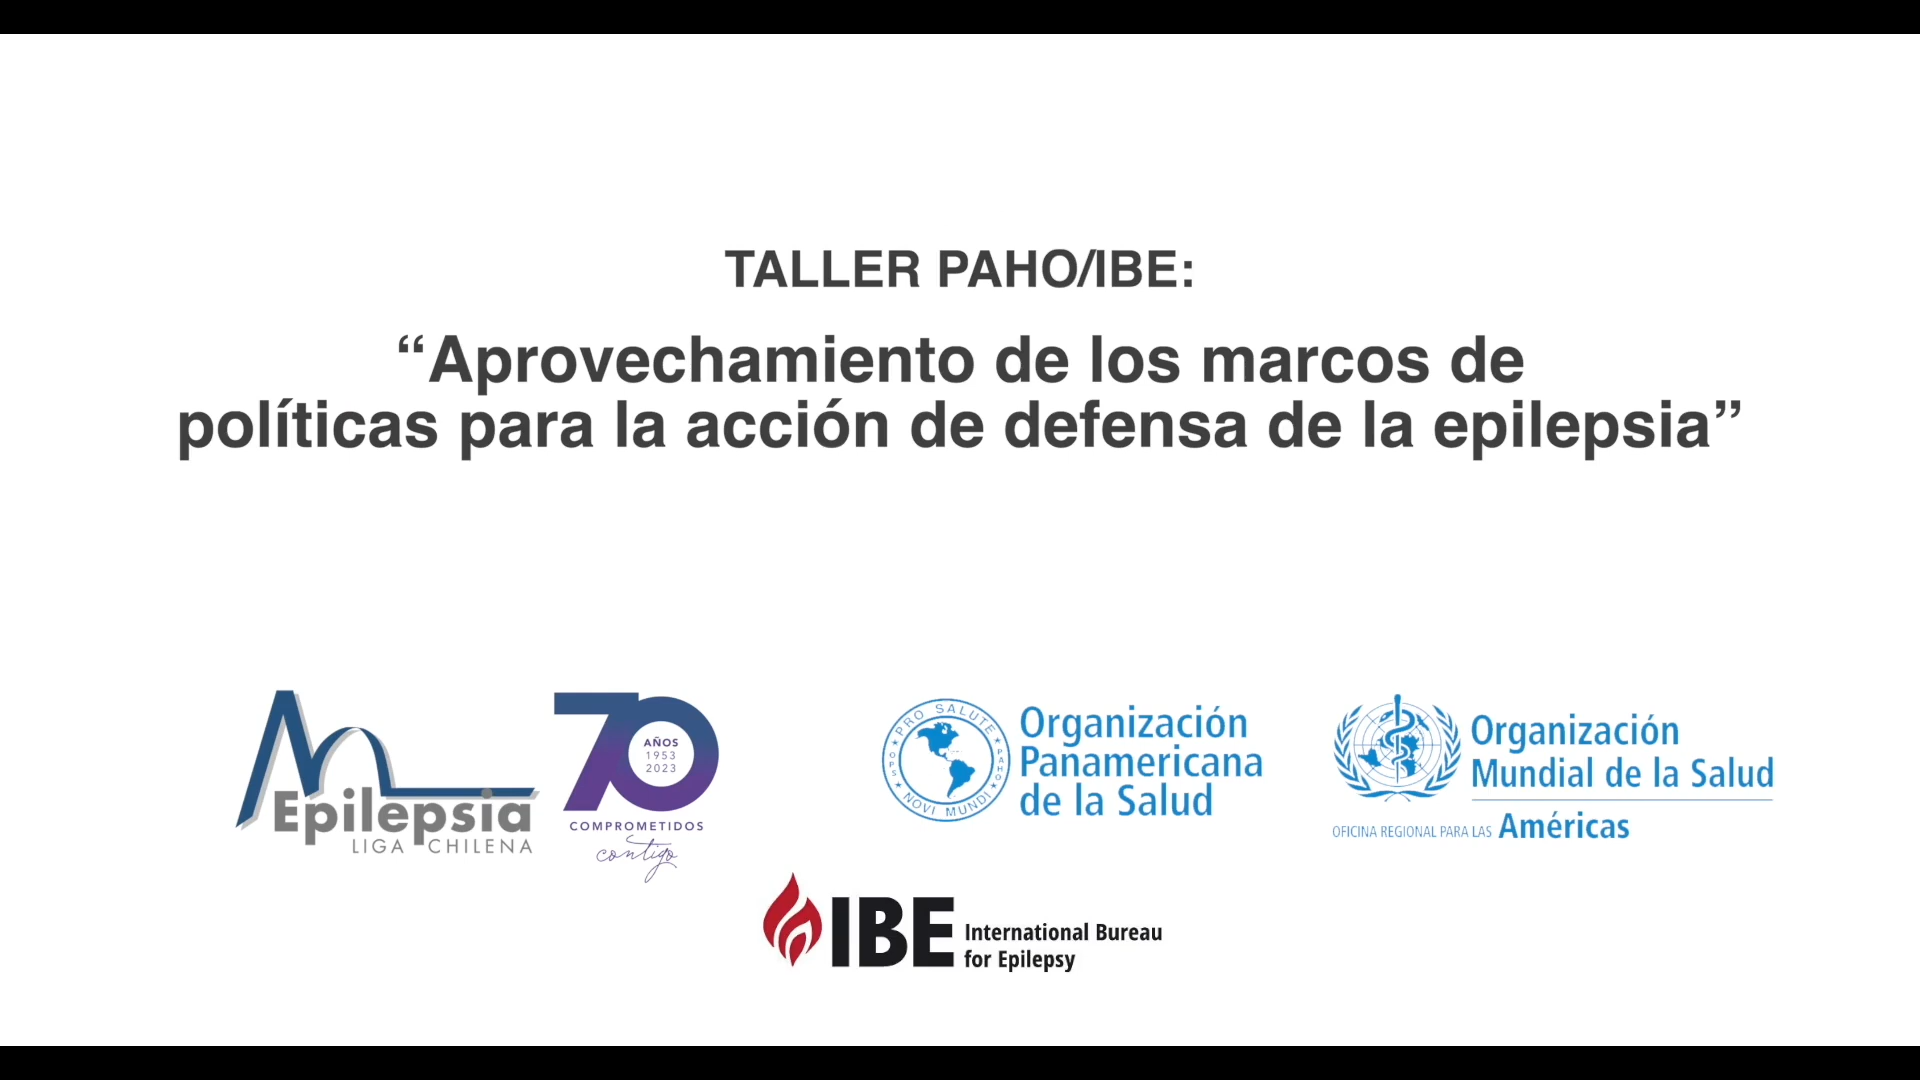 TALLER PAHO/IBE:
“Aprovechamiento de los marcos de
políticas para la acción de defensa de la epilepsia”
Epilepsia
LIGA CHILENA
70
AÑOS
1953
2023
COMPROMETIDOS
contigo
PRO SALUTE
OPS
PAHO
NOVI MUNDI
Organización
Panamericana
de la Salud
Organización
Mundial de la Salud
OFICINA REGIONAL PARA LAS Américas
IBE
International Bureau
for Epilepsy